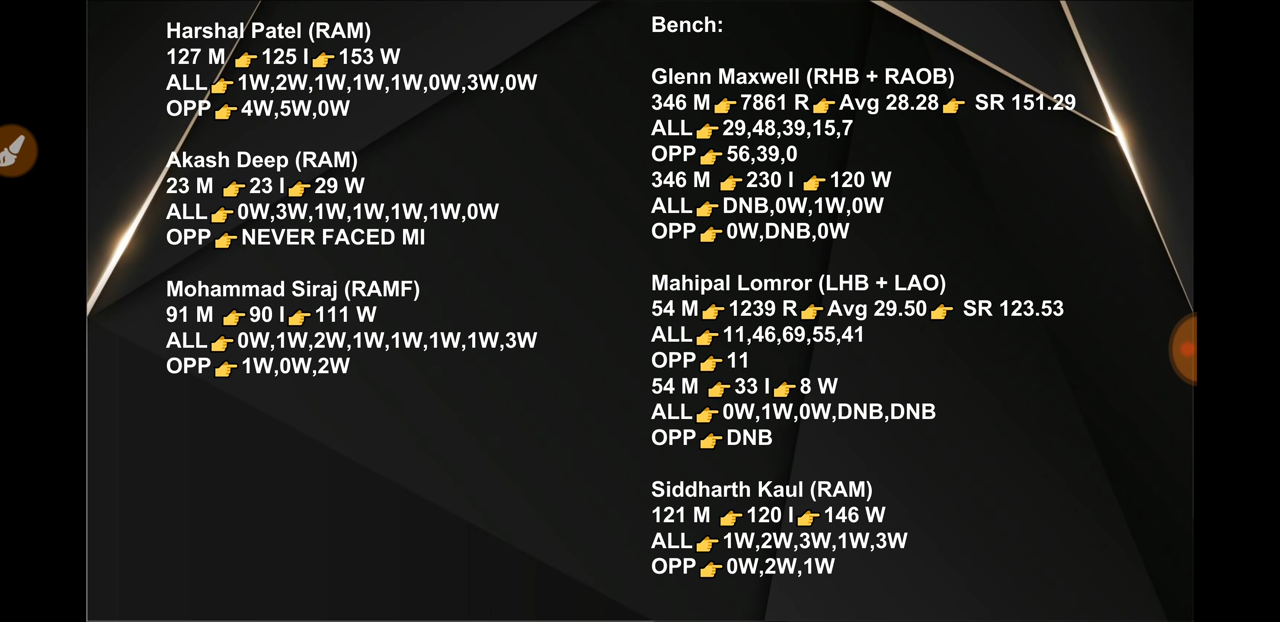 Harshal Patel (RAM)
127 M 👉125 I👉153 W
ALL👉1W,2W,1W,1W,1W,0W,3W,0W
OPP👉4W,5W,0W
Akash Deep (RAM)
23 M 👉23 I👉29 W
ALL👉0W,3W,1W,1W,1W,1W,0W
OPP👉NEVER FACED MI
Mohammad Siraj (RAMF)
91 M 👉90 I👉111 W
ALL👉0W,1W,2W,1W,1W,1W,1W,3W
OPP👉1W,0W,2W
Bench:
Glenn Maxwell (RHB + RAOB)
346 M👉7861 R👉Avg 28.28👉 SR 151.29
ALL👉29,48,39,15,7
OPP👉56,39,0
346 M 👉230 I 👉120 W
ALL👉DNB,0W,1W,0W
OPP👉0W,DNB,0W
Mahipal Lomror (LHB + LAO)
54 M👉1239 R👉Avg 29.50👉 SR 123.53
ALL👉11,46,69,55,41
OPP👉11
54 M 👉33 I👉8 W
ALL👉0W,1W,0W,DNB,DNB
OPP👉DNB
Siddharth Kaul (RAM)
121 M 👉120 I👉146 W
ALL👉1W,2W,3W,1W,3W
OPP👉0W,2W,1W